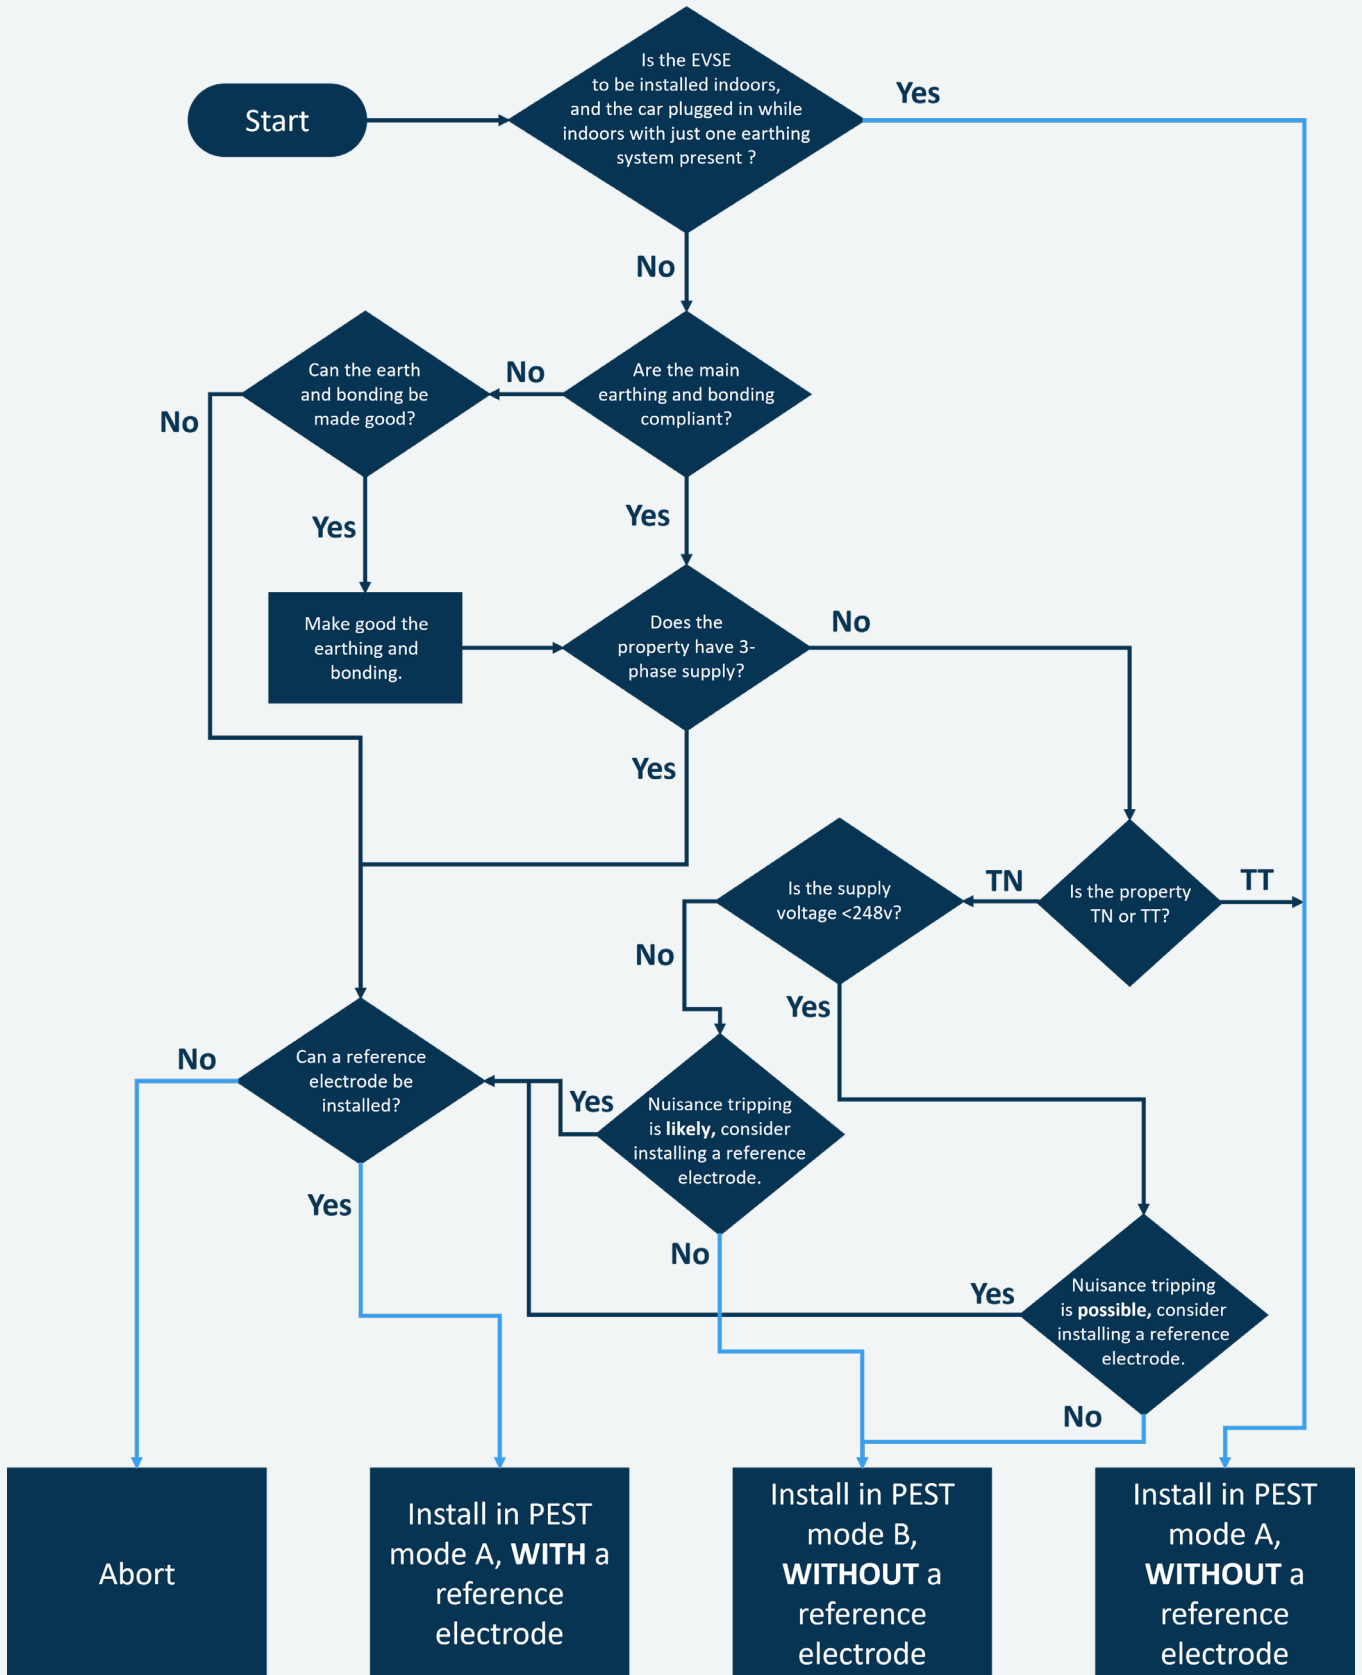 Is the EVSE
to be installed indoors,
and the car plugged in while
indoors with just one earthing
system present ?
Yes
Start
No
Can the earth
and bonding be
made good?
No
Are the main
earthing and bonding
compliant?
No
Yes
Yes
Make good the
earthing and
bonding.
Does the
property have 3-
phase supply?
No
Yes
Is the supply
voltage <248v?
TN
Is the property
TN or TT?
TT
No
Yes
No
Can a reference
electrode be
installed?
Yes
Nuisance tripping
is likely, consider
installing a reference
electrode.
Yes
No
Yes
Nuisance tripping
is possible, consider
installing a reference
electrode.
No
Abort
Install in PEST
mode A, WITH a
reference
electrode
Install in PEST
mode B,
WITHOUT a
reference
electrode
Install in PEST
mode A,
WITHOUT a
reference
electrode